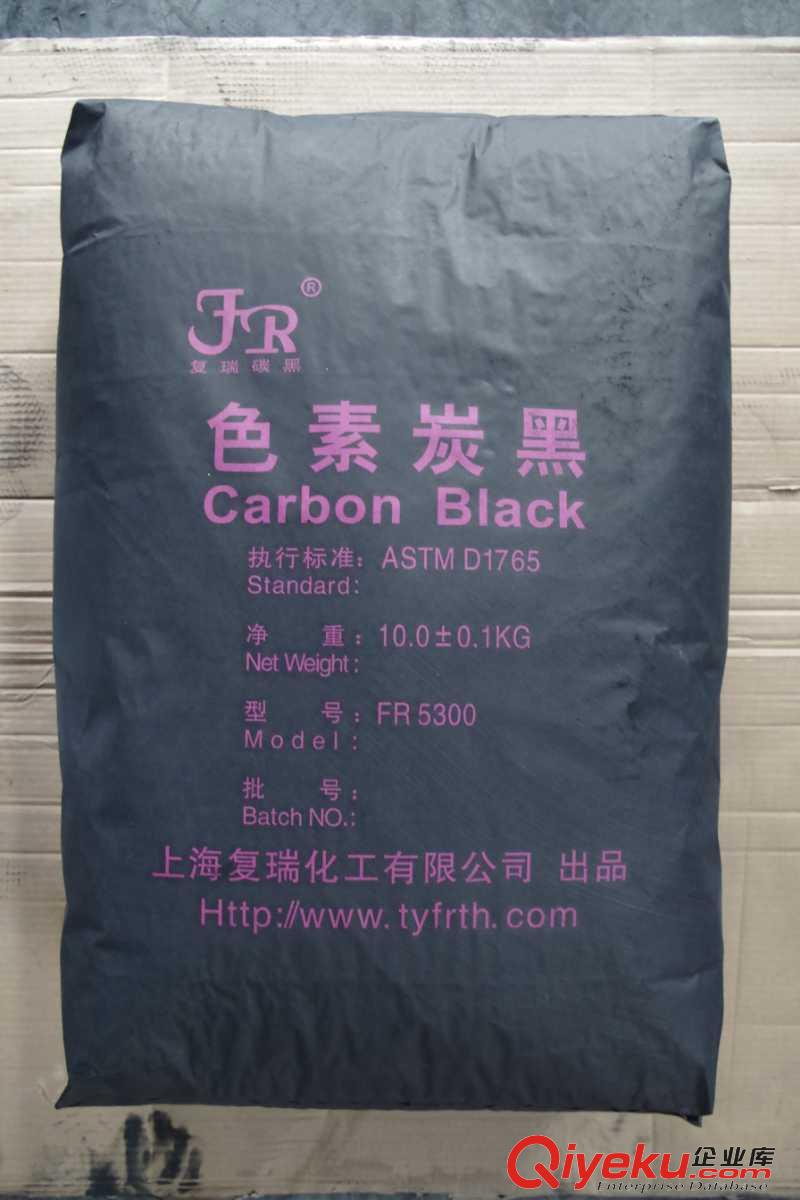 FR®
复瑞碳黑
色素炭黑
Carbon Black
执行标准：ASTM D1765
Standard：
净 重：10.0±0.1KG
Net Weight：
型 号：FR 5300
Model：
批 号：
Batch NO.：
上海复瑞化工有限公司 出品
Http://www.tyfrth.com
Qiyeku.com企业库
Enterprise Database